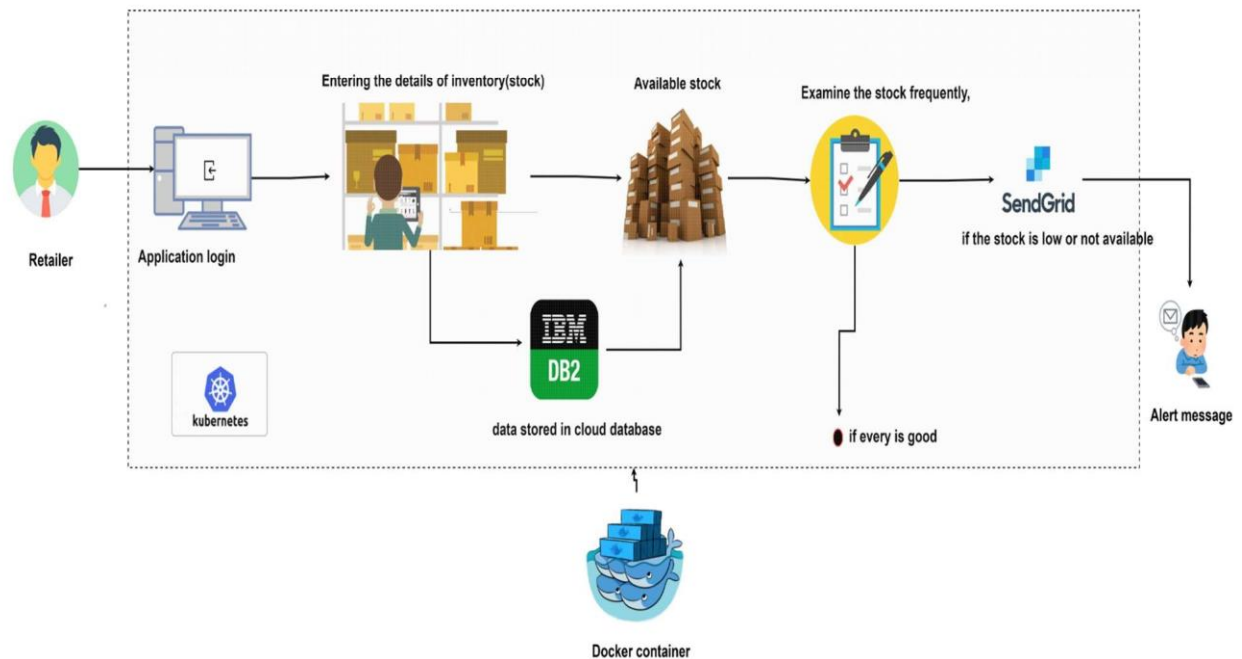 Entering the details of inventory(stock)
Available stock
Examine the stock frequently,
SendGrid
if the stock is low or not available
Retailer
Application login
IBM
DB2
kubernetes
data stored in cloud database
if every is good
Alert message
Docker container